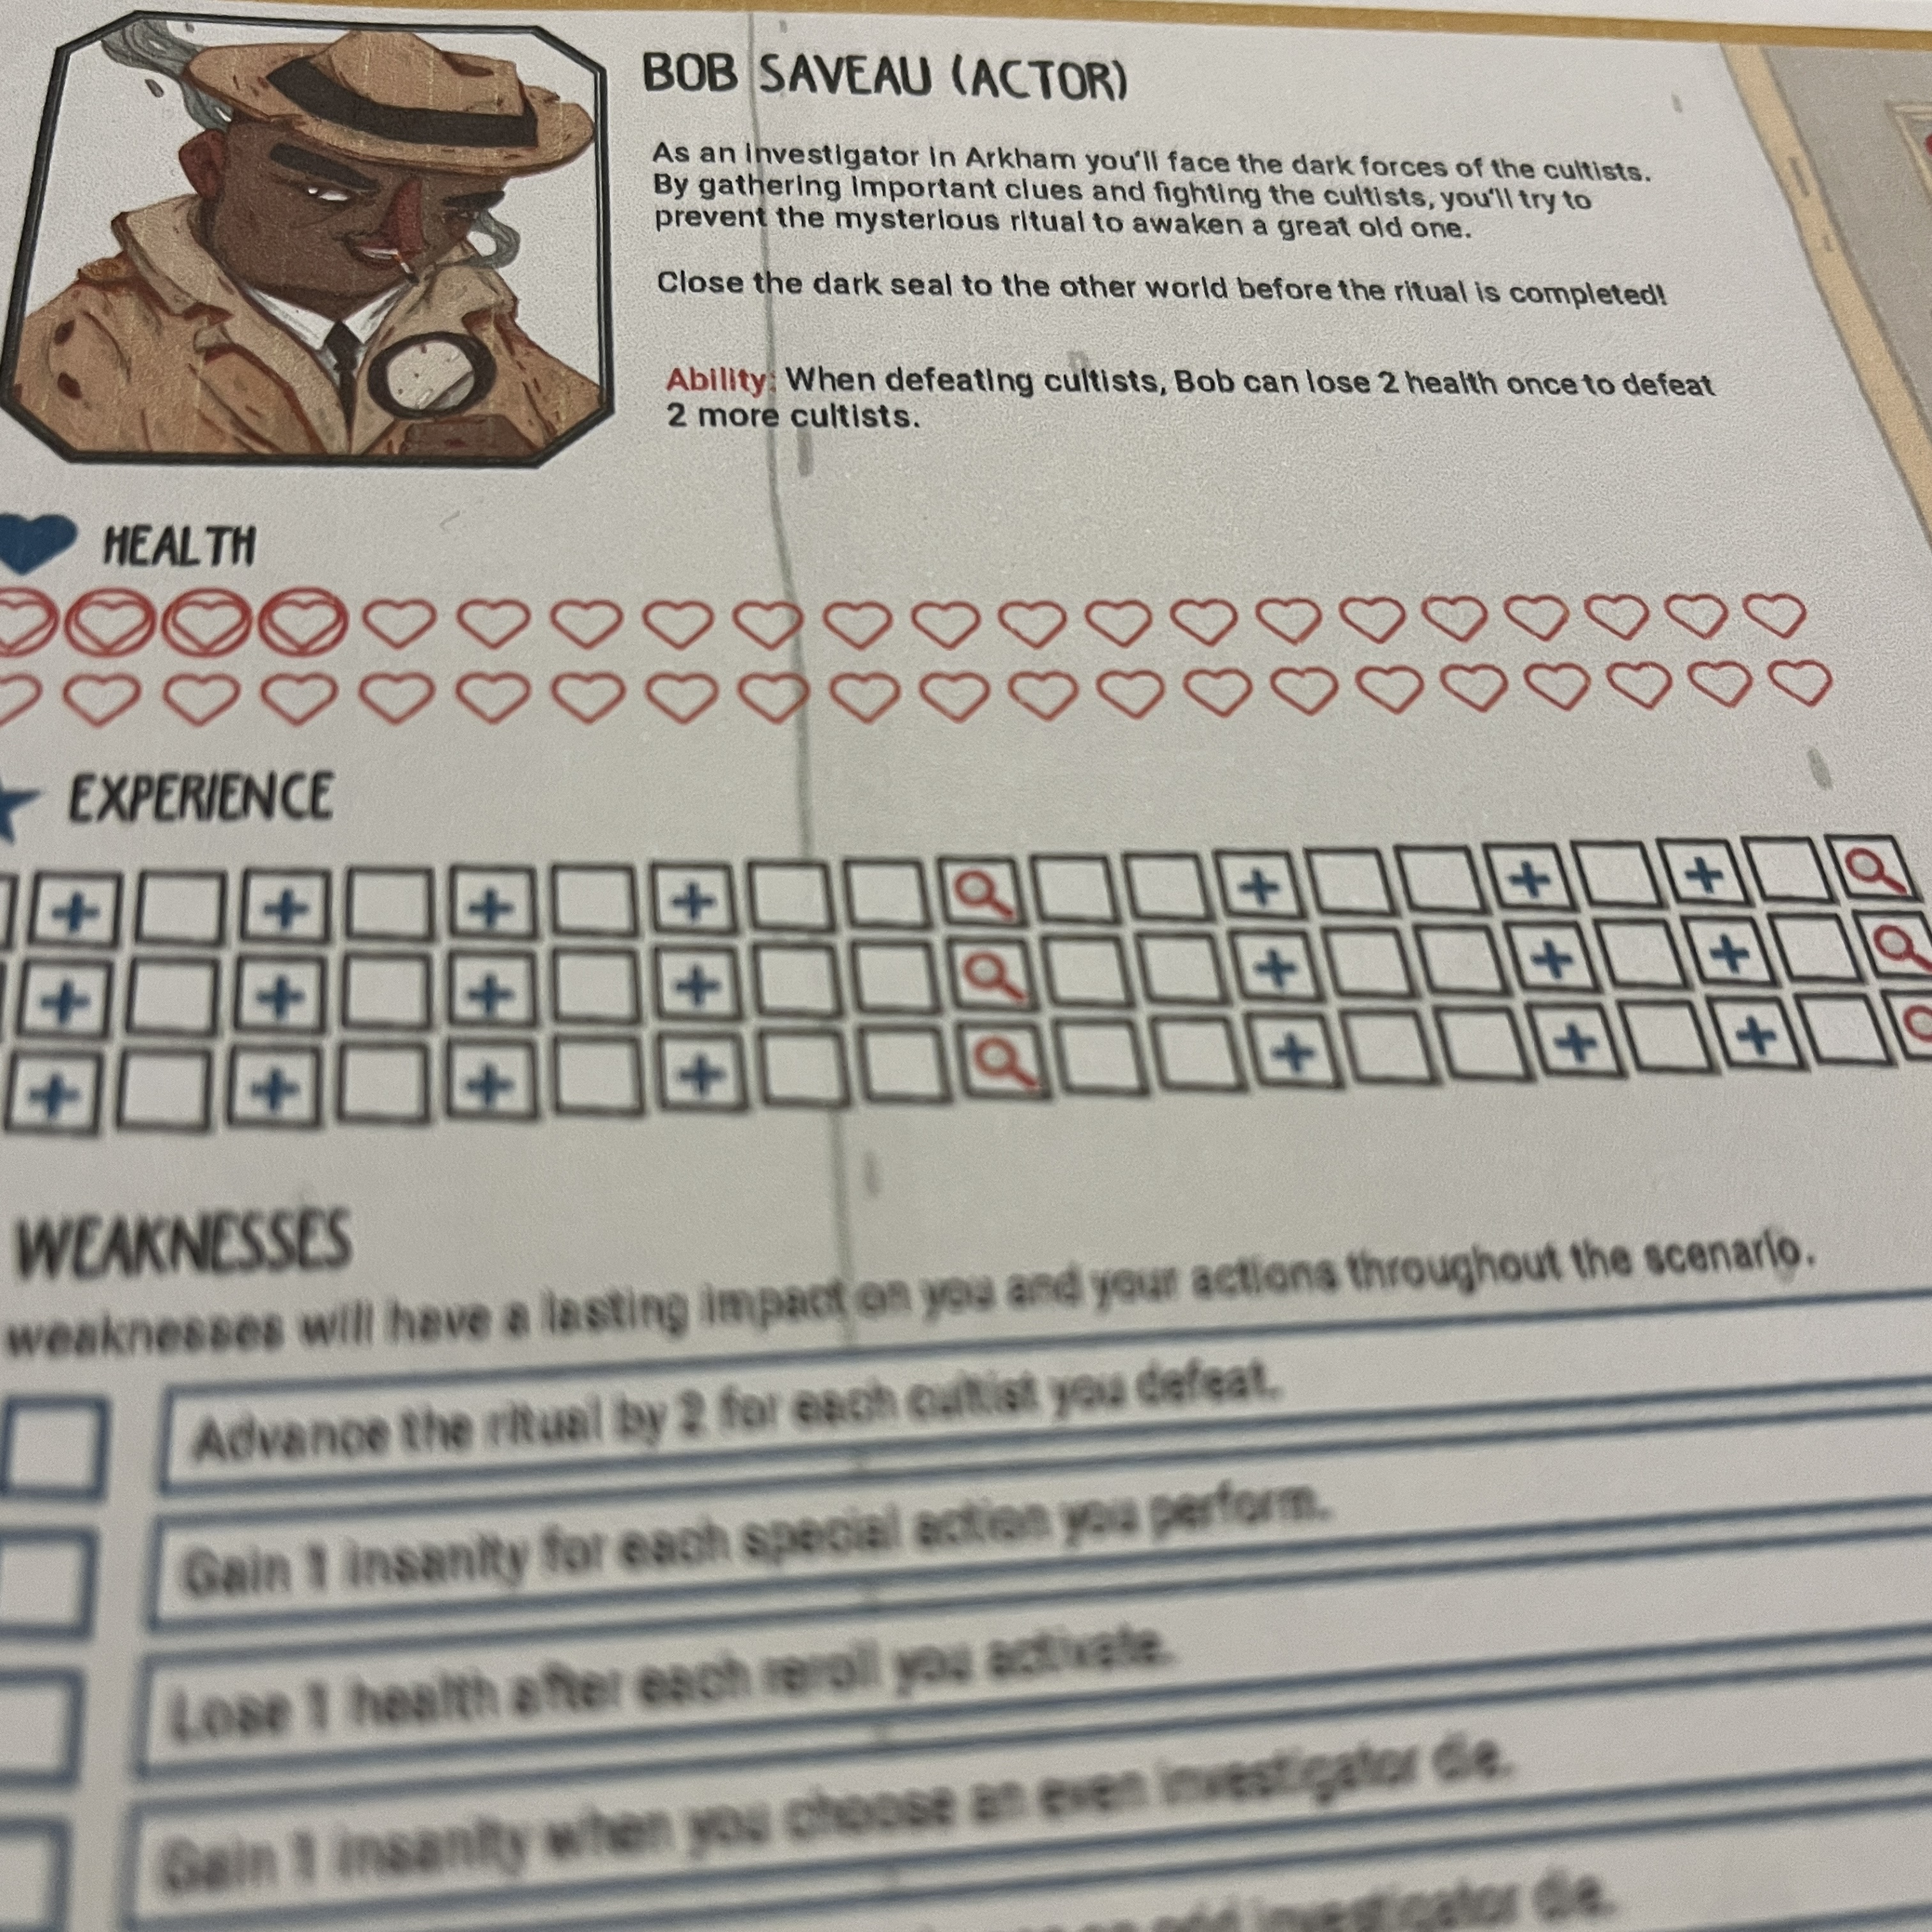 BOB SAVEAU (ACTOR)
As an investigator in Arkham you'll face the dark forces of the cultists.
By gathering important clues and fighting the cultists, you'll try to
prevent the mysterious ritual to awaken a great old one.
Close the dark seal to the other world before the ritual is completed!
Ability: When defeating cultists, Bob can lose 2 health once to defeat
2 more cultists.
HEALTH
EXPERIENCE
WEAKNESSES
weaknesses will have a lasting impact on you and your actions throughout the scenario.
Advance the ritual by 2 for each cultist you defeat.
Gain 1 insanity for each special action you perform.
Lose 1 health after each reroll you activate.
Gain 1 insanity when you choose an even investigator die.
odd investigator die.